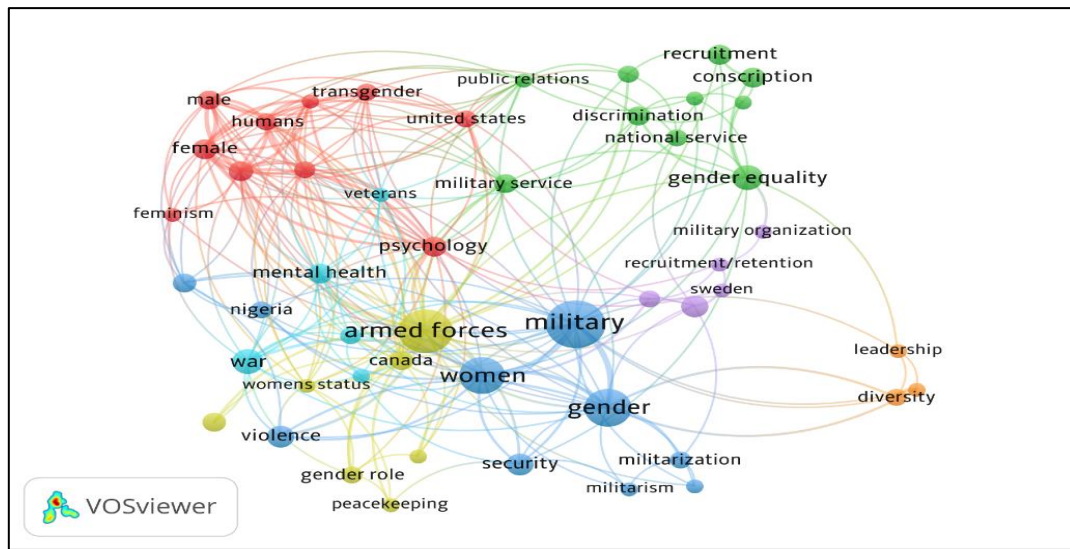 recruitment
public relations
conscription
male
transgender
humans
united states
discrimination
national service
female
military service
gender equality
veterans
feminism
psychology
military organization
mental health
recruitment/retention
sweden
nigeria
armed forces
military
leadership
war
canada
women
womens status
diversity
gender
violence
security
militarization
gender role
militarism
peacekeeping
VOSviewer